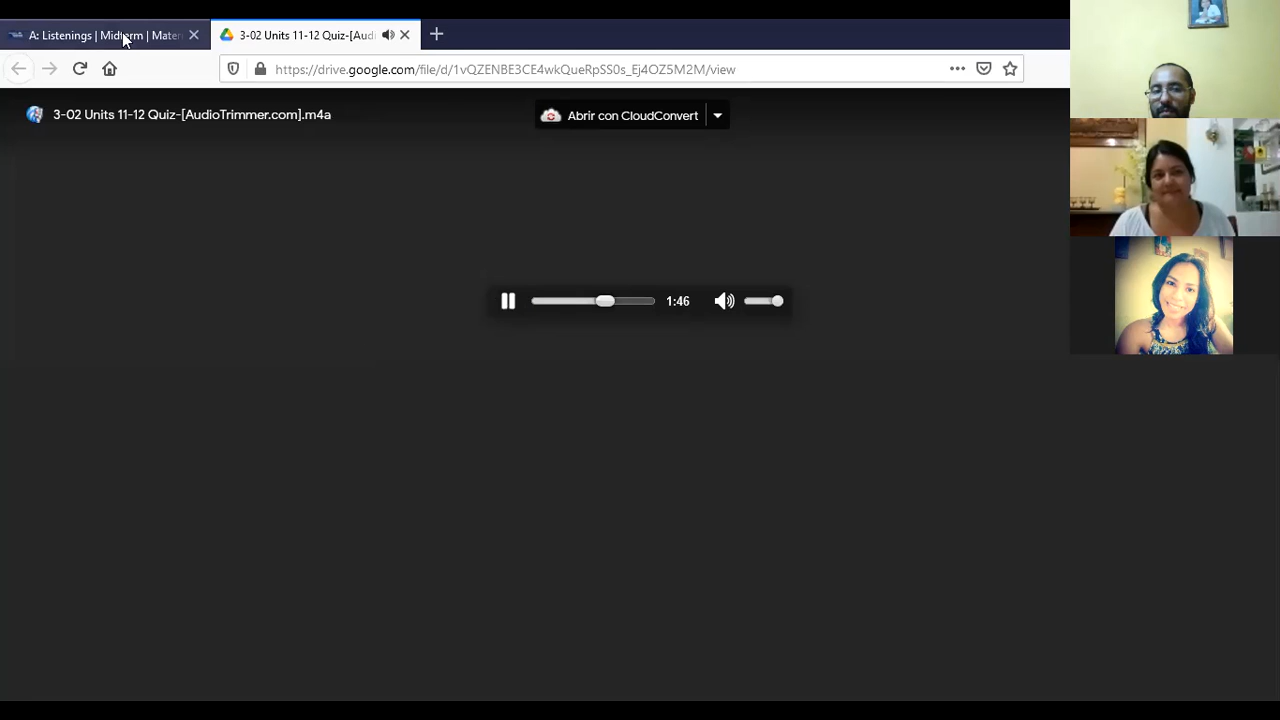 A: Listenings | Midterm | Mater
3-02 Units 11-12 Quiz-[Audi
https://drive.google.com/file/d/1vQZENBE3CE4wkQueRpSS0s_Ej4OZ5M2M/view
3-02 Units 11-12 Quiz-[AudioTrimmer.com].m4a
Abrir con CloudConvert
1:46